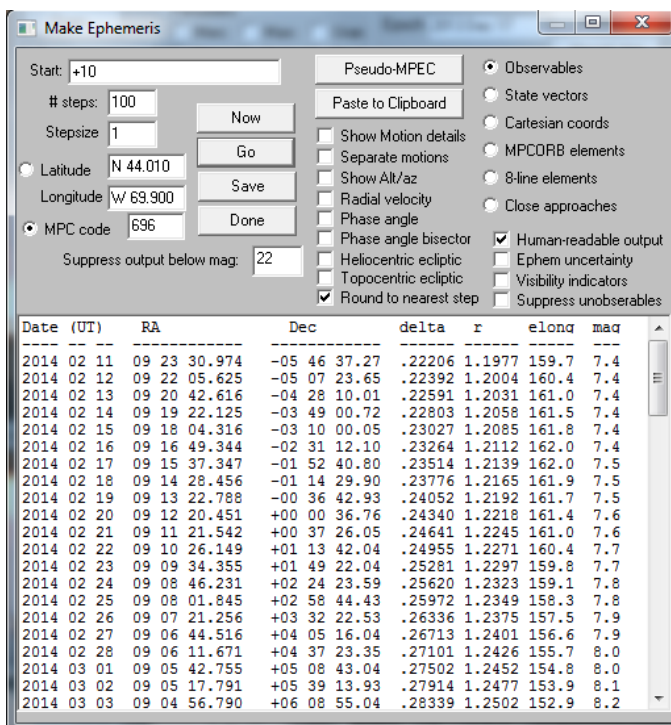 Make Ephemeris
Start: +10
# steps: 100
Stepsize 1
Latitude N 44.010
Longitude W 69.900
MPC code 696
Suppress output below mag: 22
Now
Go
Save
Done
Pseudo-MPEC
Paste to Clipboard
Show Motion details
Separate motions
Show Alt/az
Radial velocity
Phase angle
Phase angle bisector
Heliocentric ecliptic
Topocentric ecliptic
Round to nearest step
Observables
State vectors
Cartesian coords
MPCORB elements
8-line elements
Close approaches
Human-readable output
Ephem uncertainty
Visibility indicators
Suppress unobserables
Date (UT) RA Dec delta r elong mag
---- -- -- ------------ ----------- ------ ------ ----- ---
2014 02 11 09 23 30.974 -05 46 37.27 .22206 1.1977 159.7 7.4
2014 02 12 09 22 05.625 -05 07 23.65 .22392 1.2004 160.4 7.4
2014 02 13 09 20 42.616 -04 28 10.01 .22591 1.2031 161.0 7.4
2014 02 14 09 19 22.125 -03 49 00.72 .22803 1.2058 161.5 7.4
2014 02 15 09 18 04.316 -03 10 00.05 .23027 1.2085 161.8 7.4
2014 02 16 09 16 49.344 -02 31 12.10 .23264 1.2112 162.0 7.4
2014 02 17 09 15 37.347 -01 52 40.80 .23514 1.2139 162.0 7.5
2014 02 18 09 14 28.456 -01 14 29.90 .23776 1.2165 161.9 7.5
2014 02 19 09 13 22.788 -00 36 42.93 .24052 1.2192 161.7 7.5
2014 02 20 09 12 20.451 +00 00 36.76 .24340 1.2218 161.4 7.6
2014 02 21 09 11 21.542 +00 37 26.05 .24641 1.2245 161.0 7.6
2014 02 22 09 10 26.149 +01 13 42.04 .24955 1.2271 160.4 7.7
2014 02 23 09 09 34.355 +01 49 22.04 .25281 1.2297 159.8 7.7
2014 02 24 09 08 46.231 +02 24 23.59 .25620 1.2323 159.1 7.8
2014 02 25 09 08 01.845 +02 58 44.43 .25972 1.2349 158.3 7.8
2014 02 26 09 07 21.256 +03 32 22.53 .26336 1.2375 157.5 7.9
2014 02 27 09 06 44.516 +04 05 16.04 .26713 1.2401 156.6 7.9
2014 02 28 09 06 11.671 +04 37 23.35 .27101 1.2426 155.7 8.0
2014 03 01 09 05 42.755 +05 08 43.04 .27502 1.2452 154.8 8.0
2014 03 02 09 05 17.791 +05 39 13.93 .27914 1.2477 153.9 8.1
2014 03 03 09 04 56.790 +06 08 55.04 .28339 1.2502 152.9 8.2